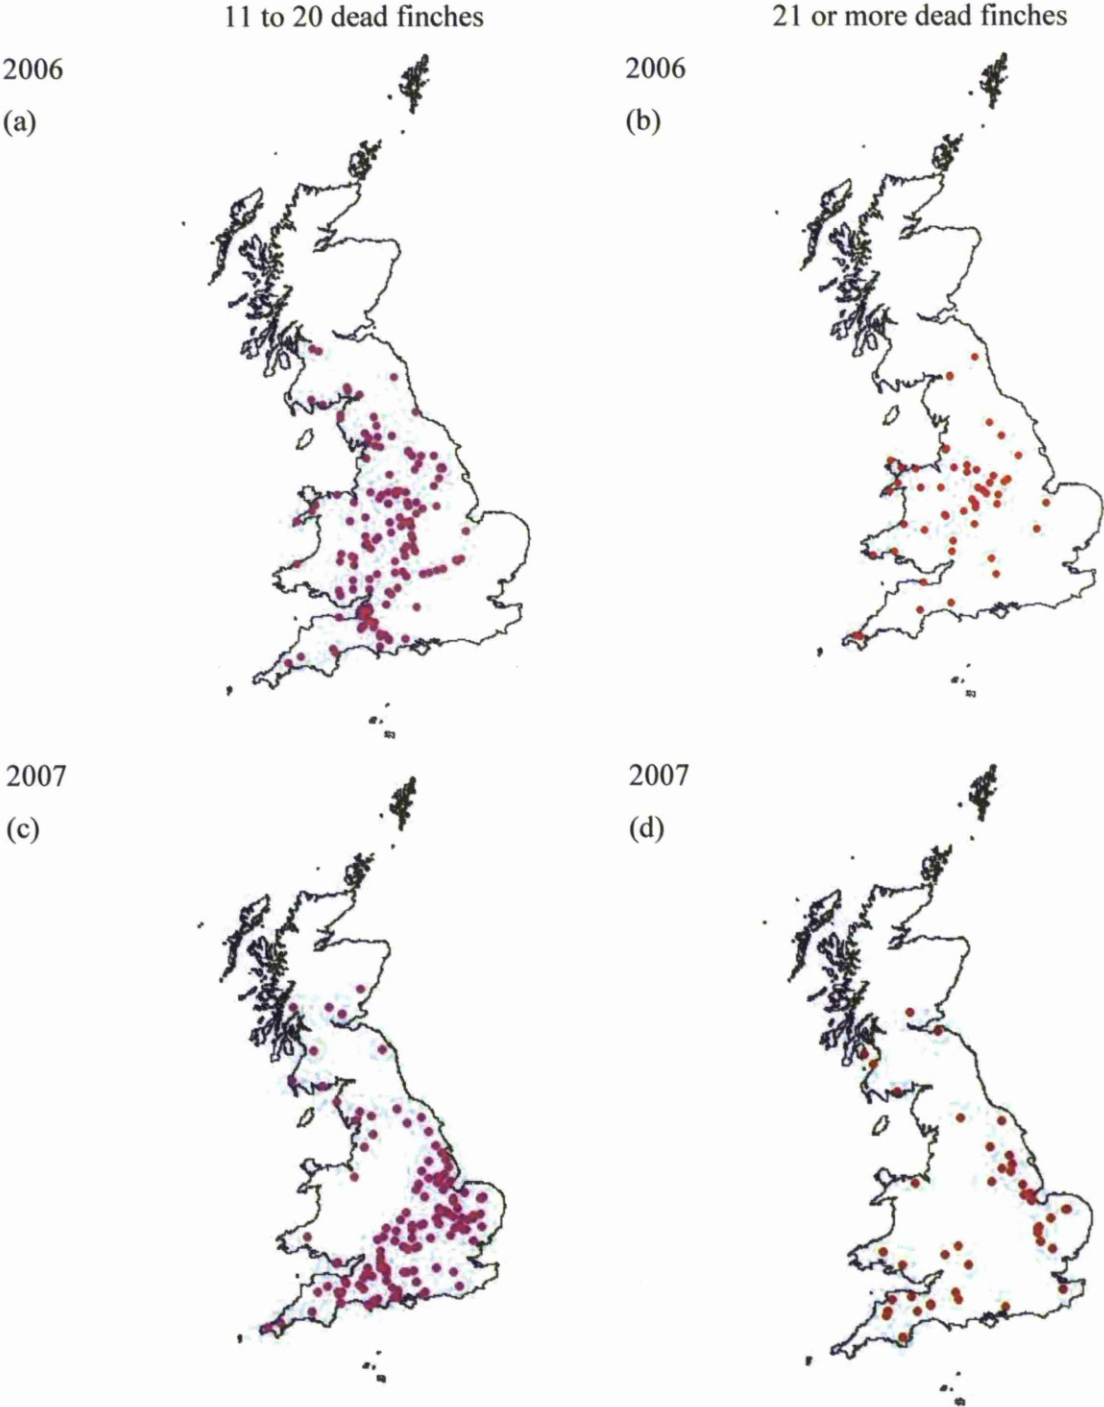 11 to 20 dead finches
21 or more dead finches
2006
2006
(a)
(b)
2007
2007
(c)
(d)